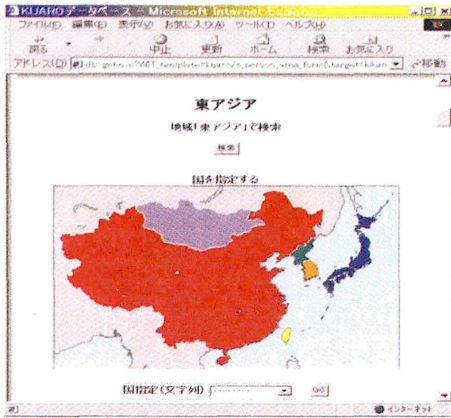 KIJAROデータベース - Microsoft Internet Explorer
ファイル(F) 編集(E) 表示(V) お気に入り(A) ツール(T) ヘルプ(H)
戻る 中止 更新 ホーム 検索 お気に入り
アドレス(D) 移動
東アジア
地域「東アジア」で検索
検索
国を指定する
国指定(文字列) -------- go!
インターネット